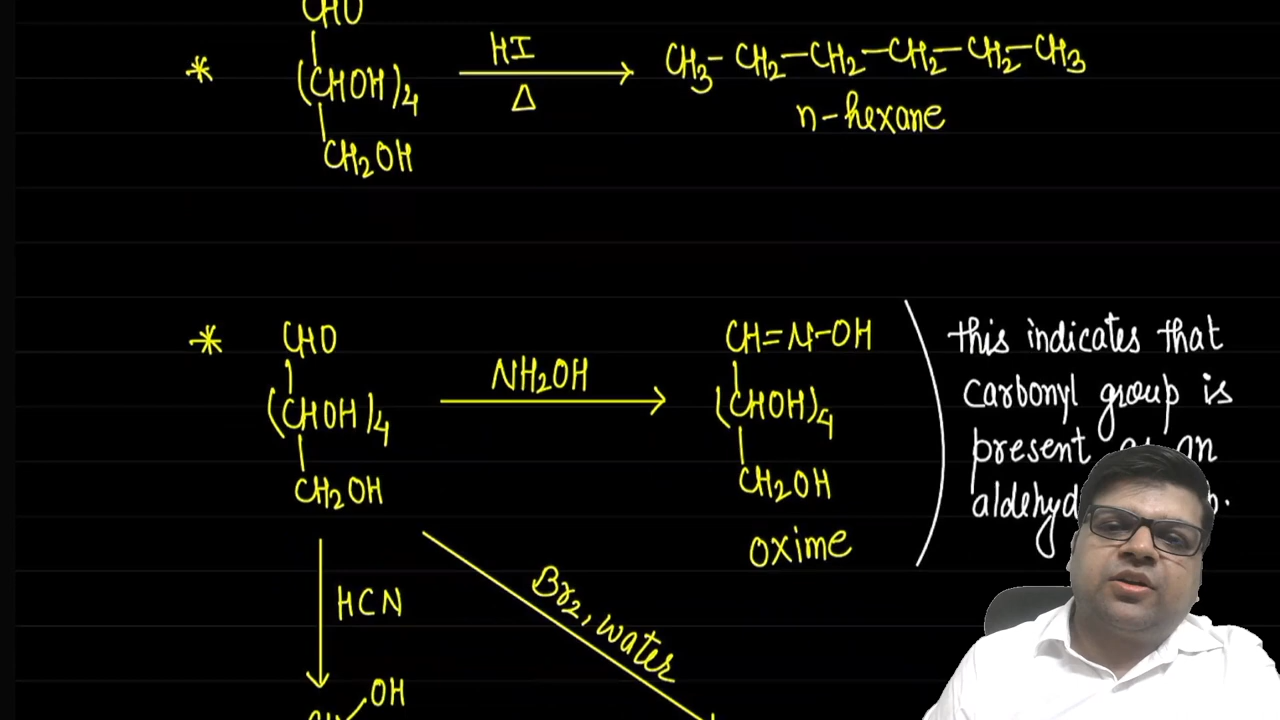 CHO
* (CHOH)4 HI Δ CH3-CH2-CH2-CH2-CH2-CH3
CH2OH
n-hexane
* CHO
(CHOH)4
CH2OH
NH2OH
CH=N-OH
(CHOH)4
CH2OH
oxime
this indicates that
carbonyl group is
present
HCN
Br2, water
OH